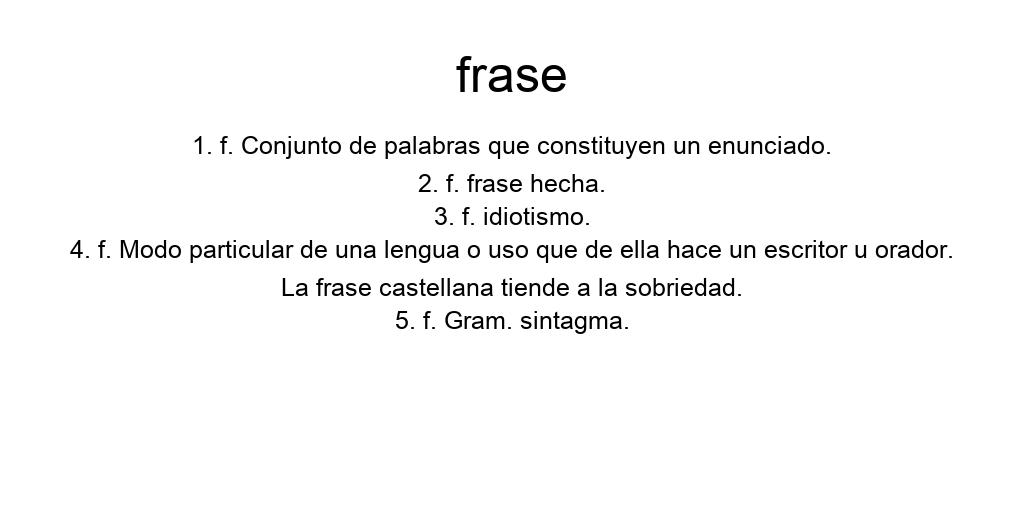 frase
1. f. Conjunto de palabras que constituyen un enunciado.
2. f. frase hecha.
3. f. idiotismo.
4. f. Modo particular de una lengua o uso que de ella hace un escritor u orador.
La frase castellana tiende a la sobriedad.
5. f. Gram. sintagma.